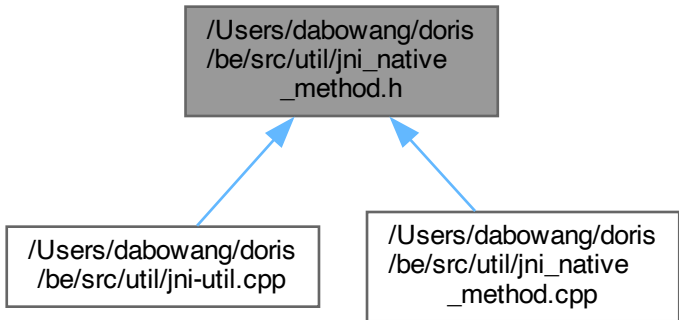 /Users/dabowang/doris
/be/src/util/jni_native
_method.h
/Users/dabowang/doris
/be/src/util/jni-util.cpp
/Users/dabowang/doris
/be/src/util/jni_native
_method.cpp